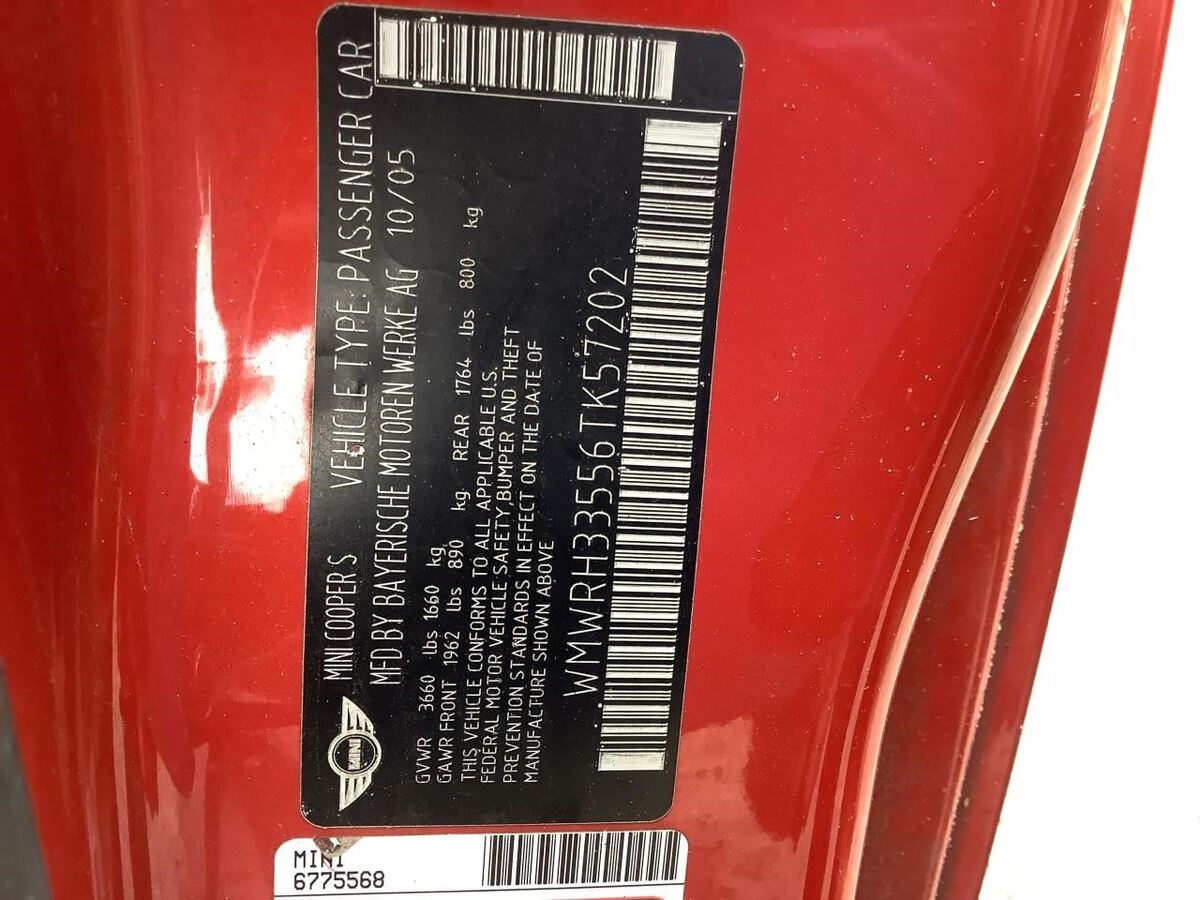 MINI
MINI COOPER S VEHICLE TYPE: PASSENGER CAR
MFD BY BAYERISCHE MOTOREN WERKE AG 10/05
GVWR 3660 lbs 1660 kg
GAWR FRONT 1962 lbs 890 kg REAR 1764 lbs 800 kg
THIS VEHICLE CONFORMS TO ALL APPLICABLE U.S.
FEDERAL MOTOR VEHICLE SAFETY, BUMPER AND THEFT
PREVENTION STANDARDS IN EFFECT ON THE DATE OF
MANUFACTURE SHOWN ABOVE
WMWRH33556TK57202
MINI
6775568